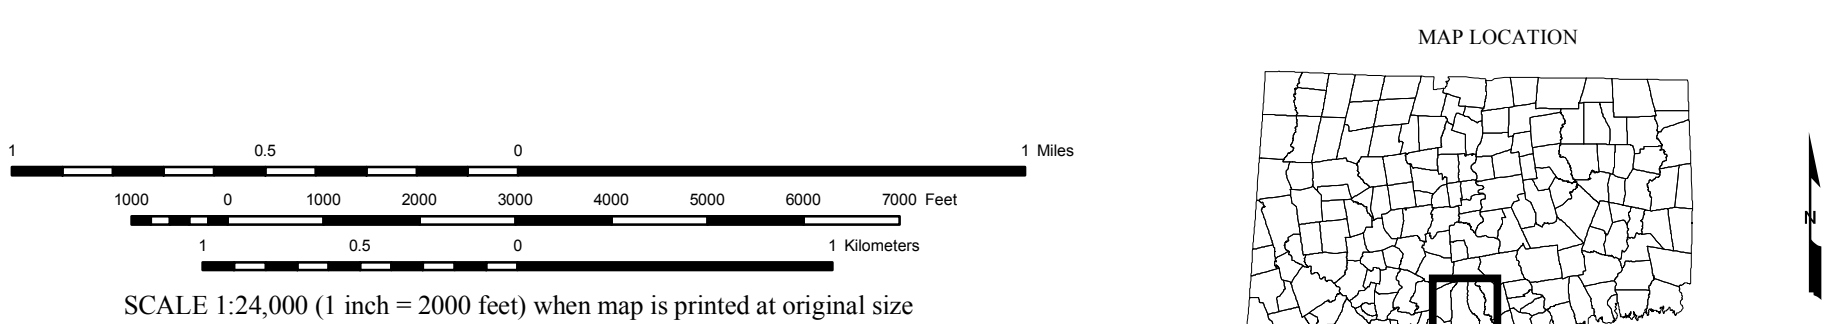 MAP LOCATION
1 0.5 0 1 Miles
1000 0 1000 2000 3000 4000 5000 6000 7000 Feet
1 0.5 0 1 Kilometers
SCALE 1:24,000 (1 inch = 2000 feet) when map is printed at original size
N